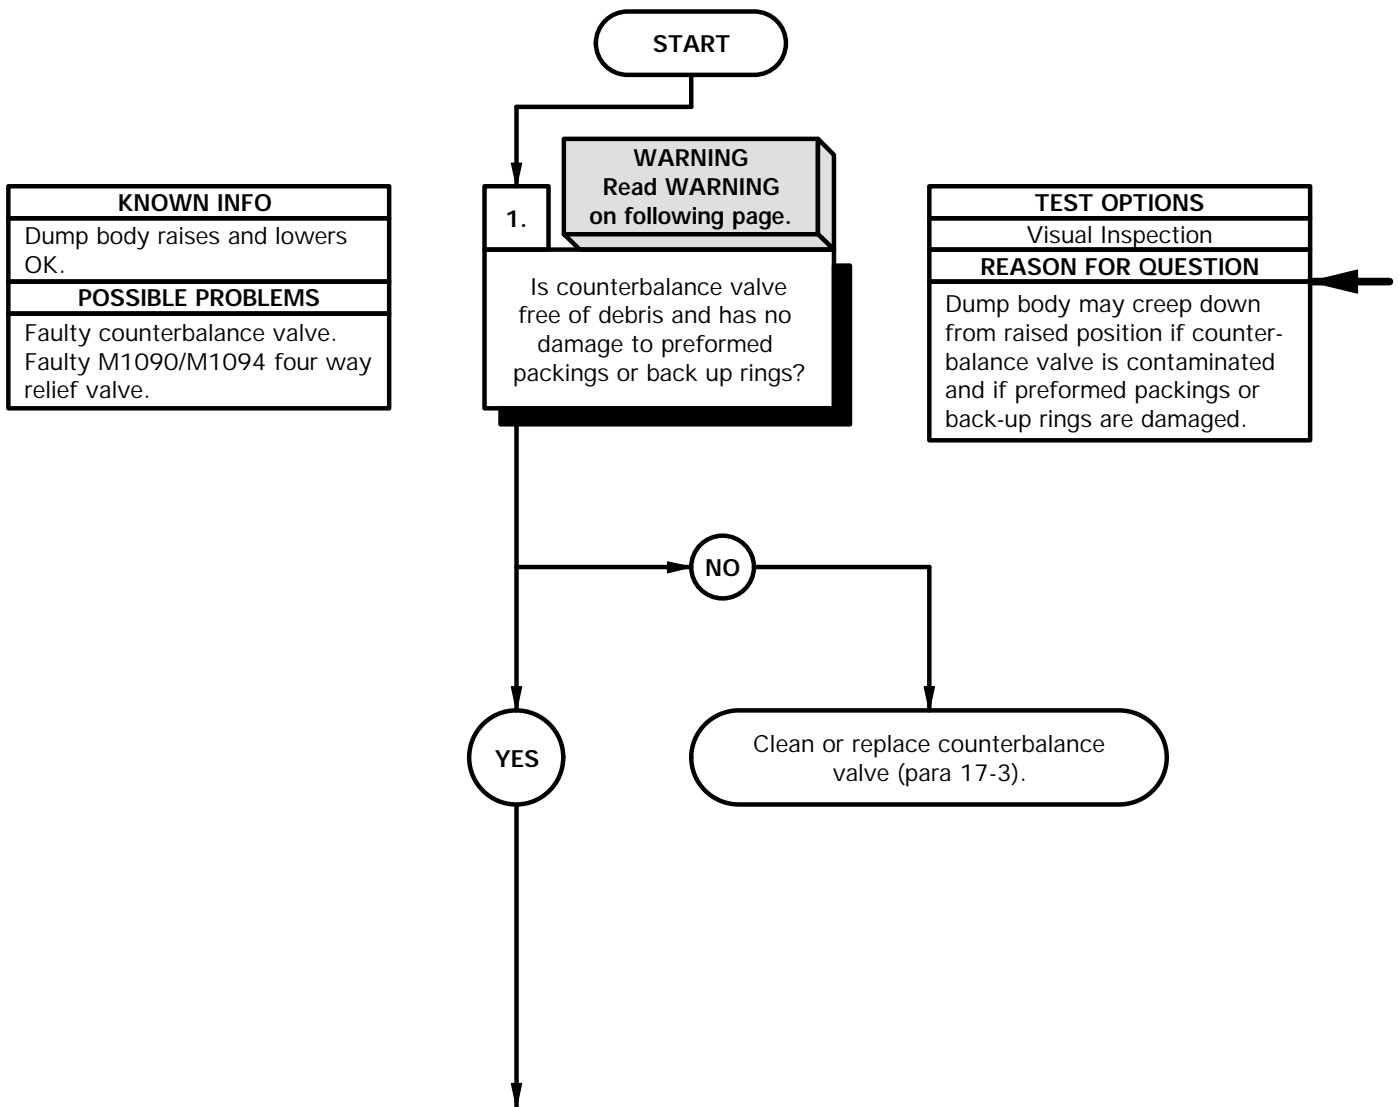 START
KNOWN INFO
Dump body raises and lowers
OK.
POSSIBLE PROBLEMS
Faulty counterbalance valve.
Faulty M1090/M1094 four way
relief valve.
WARNING
Read WARNING
on following page.
1.
Is counterbalance valve
free of debris and has no
damage to preformed
packings or back up rings?
TEST OPTIONS
Visual Inspection
REASON FOR QUESTION
Dump body may creep down
from raised position if counter-
balance valve is contaminated
and if preformed packings or
back-up rings are damaged.
NO
YES
Clean or replace counterbalance
valve (para 17-3).